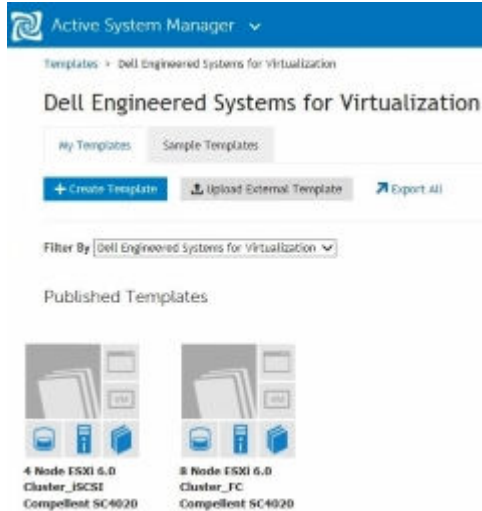 Active System Manager
Templates › Dell Engineered Systems for Virtualization
Dell Engineered Systems for Virtualization
My Templates Sample Templates
+ Create Template Upload External Template Export All
Filter By Dell Engineered Systems for Virtualization
Published Templates
4 Node ESXi 6.0 8 Node ESXi 6.0
Cluster_iSCSI Cluster_FC
Compellent SC4020 Compellent SC4020